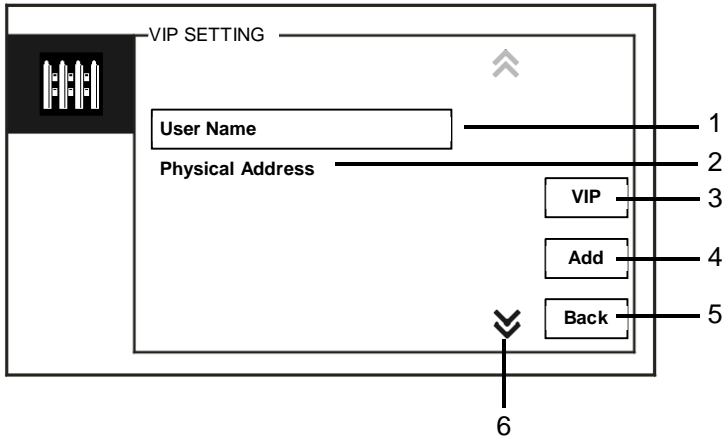 VIP SETTING
User Name
1
Physical Address
2
VIP
3
Add
4
Back
5
6